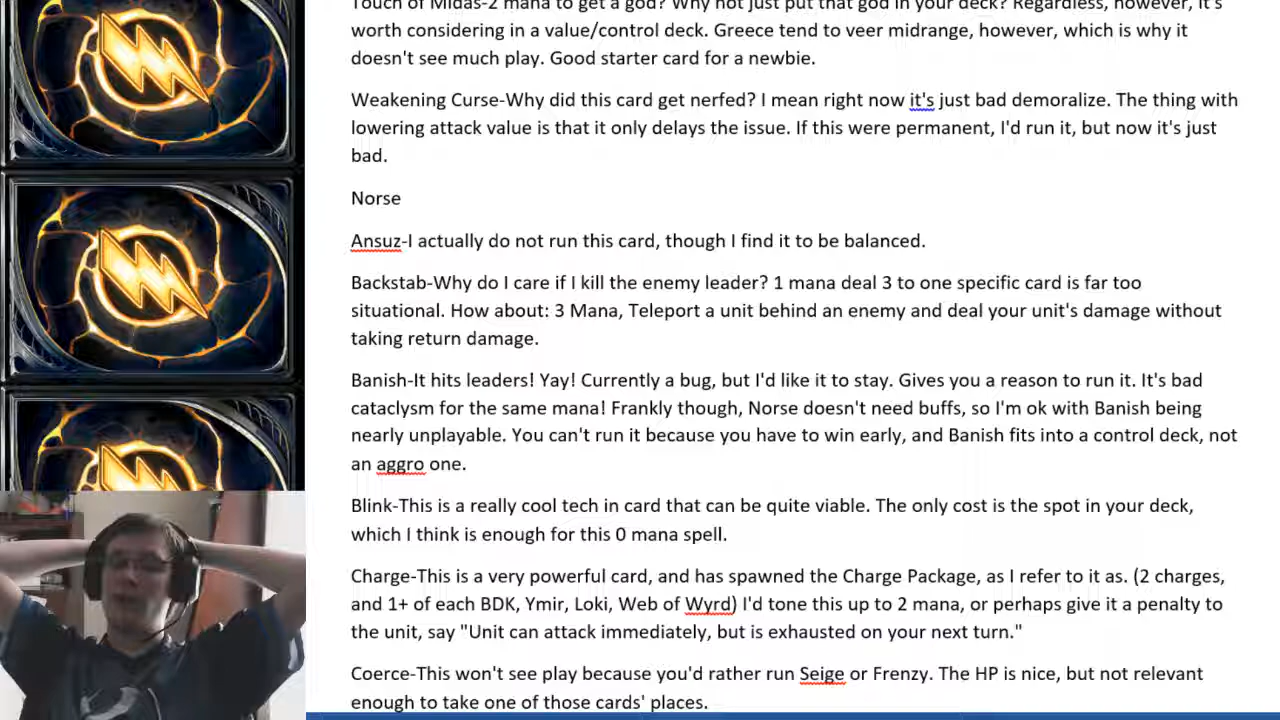 Touch of Midas-2 mana to get a god? Why not just put that god in your deck? Regardless, however, it's
worth considering in a value/control deck. Greece tend to veer midrange, however, which is why it
doesn't see much play. Good starter card for a newbie.
Weakening Curse-Why did this card get nerfed? I mean right now it's just bad demoralize. The thing with
lowering attack value is that it only delays the issue. If this were permanent, I'd run it, but now it's just
bad.
Norse
Ansuz-I actually do not run this card, though I find it to be balanced.
Backstab-Why do I care if I kill the enemy leader? 1 mana deal 3 to one specific card is far too
situational. How about: 3 Mana, Teleport a unit behind an enemy and deal your unit's damage without
taking return damage.
Banish-It hits leaders! Yay! Currently a bug, but I'd like it to stay. Gives you a reason to run it. It's bad
cataclysm for the same mana! Frankly though, Norse doesn't need buffs, so I'm ok with Banish being
nearly unplayable. You can't run it because you have to win early, and Banish fits into a control deck, not
an aggro one.
Blink-This is a really cool tech in card that can be quite viable. The only cost is the spot in your deck,
which I think is enough for this 0 mana spell.
Charge-This is a very powerful card, and has spawned the Charge Package, as I refer to it as. (2 charges,
and 1+ of each BDK, Ymir, Loki, Web of Wyrd) I'd tone this up to 2 mana, or perhaps give it a penalty to
the unit, say "Unit can attack immediately, but is exhausted on your next turn."
Coerce-This won't see play because you'd rather run Seige or Frenzy. The HP is nice, but not relevant
enough to take one of those cards' places.